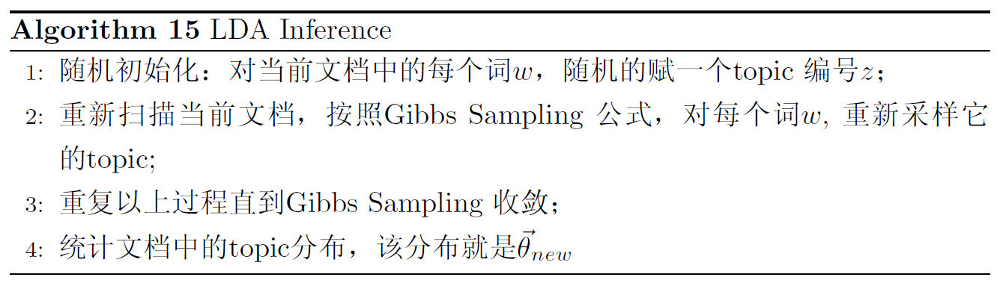 Algorithm 15 LDA Inference
1: 随机初始化：对当前文档中的每个词w，随机的赋一个topic 编号z；
2: 重新扫描当前文档，按照Gibbs Sampling 公式，对每个词w, 重新采样它
的topic;
3: 重复以上过程直到Gibbs Sampling 收敛；
4: 统计文档中的topic分布，该分布就是$\vec{\theta}_{new}$